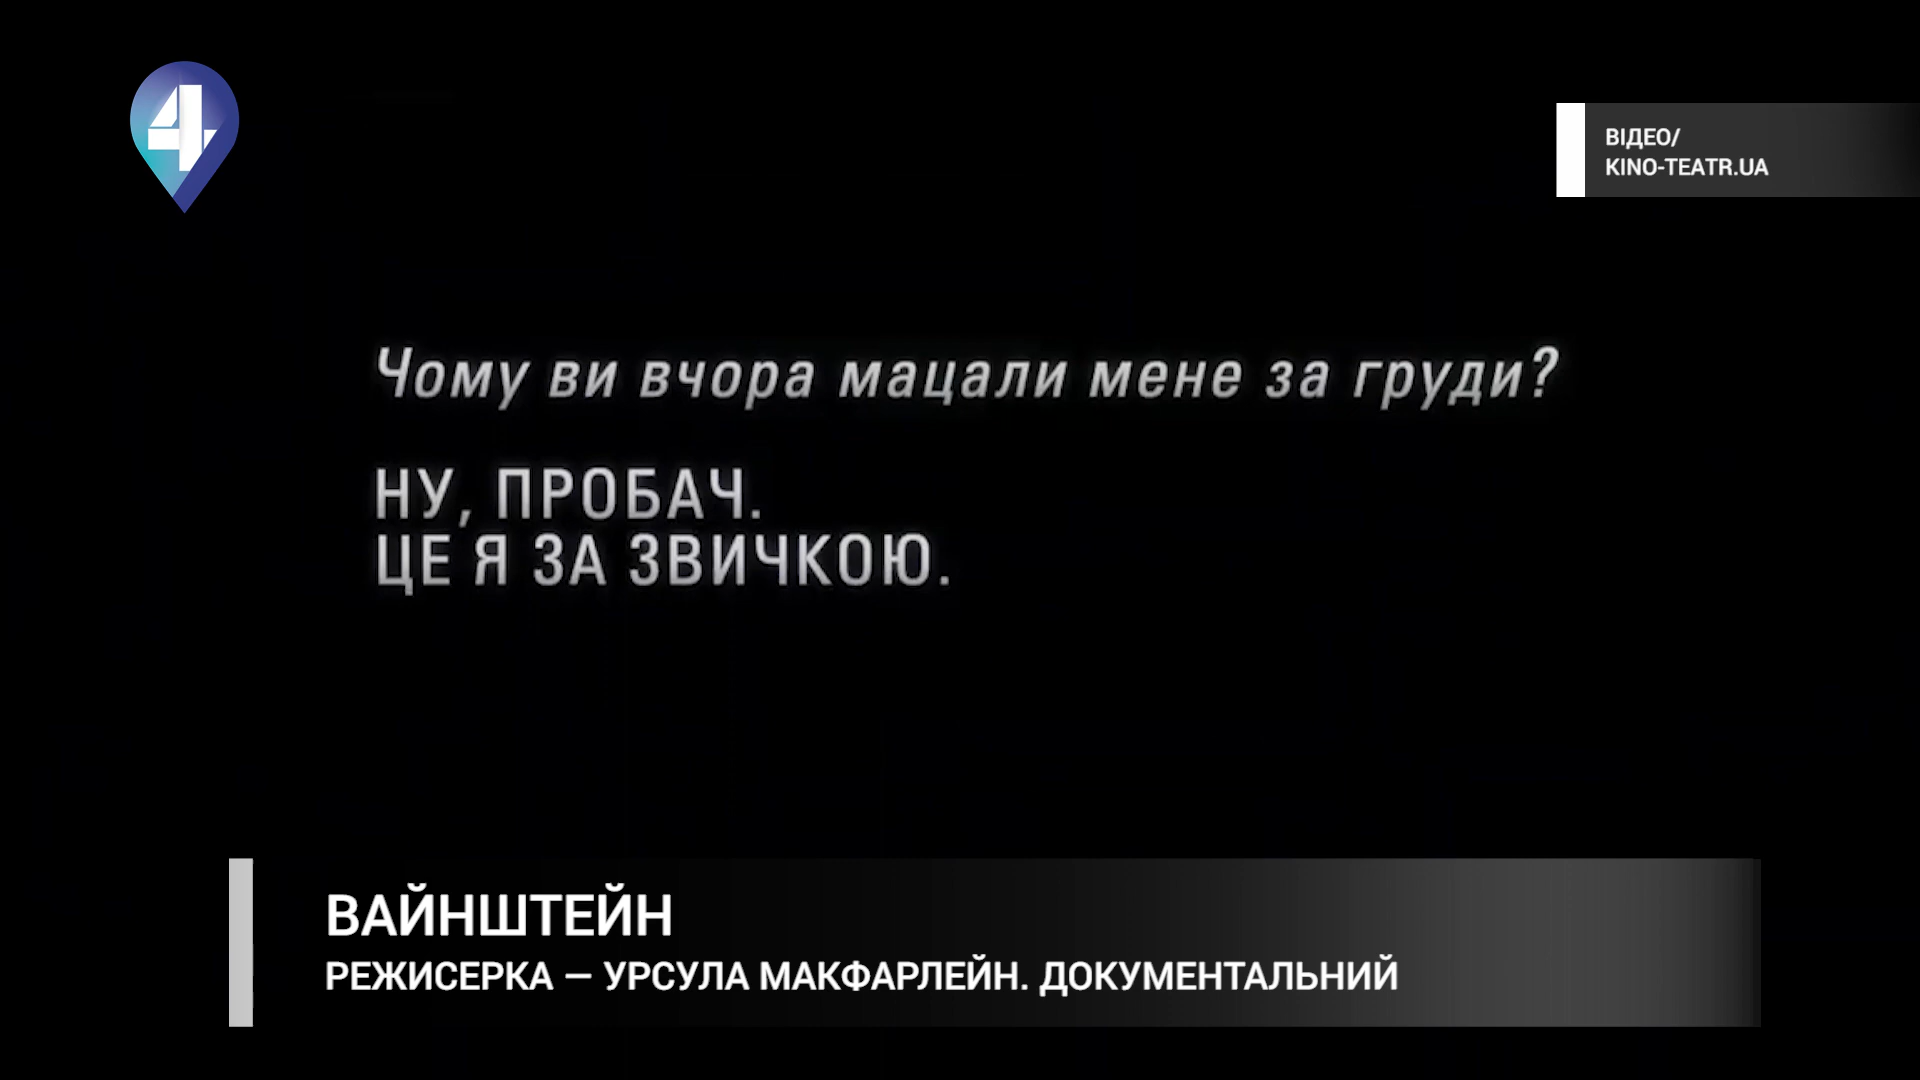 4
ВІДЕО/
KINO-TEATR.UA
Чому ви вчора мацали мене за груди?
НУ, ПРОБАЧ.
ЦЕ Я ЗА ЗВИЧКОЮ.
ВАЙНШТЕЙН
РЕЖИСЕРКА — УРСУЛА МАКФАРЛЕЙН. ДОКУМЕНТАЛЬНИЙ